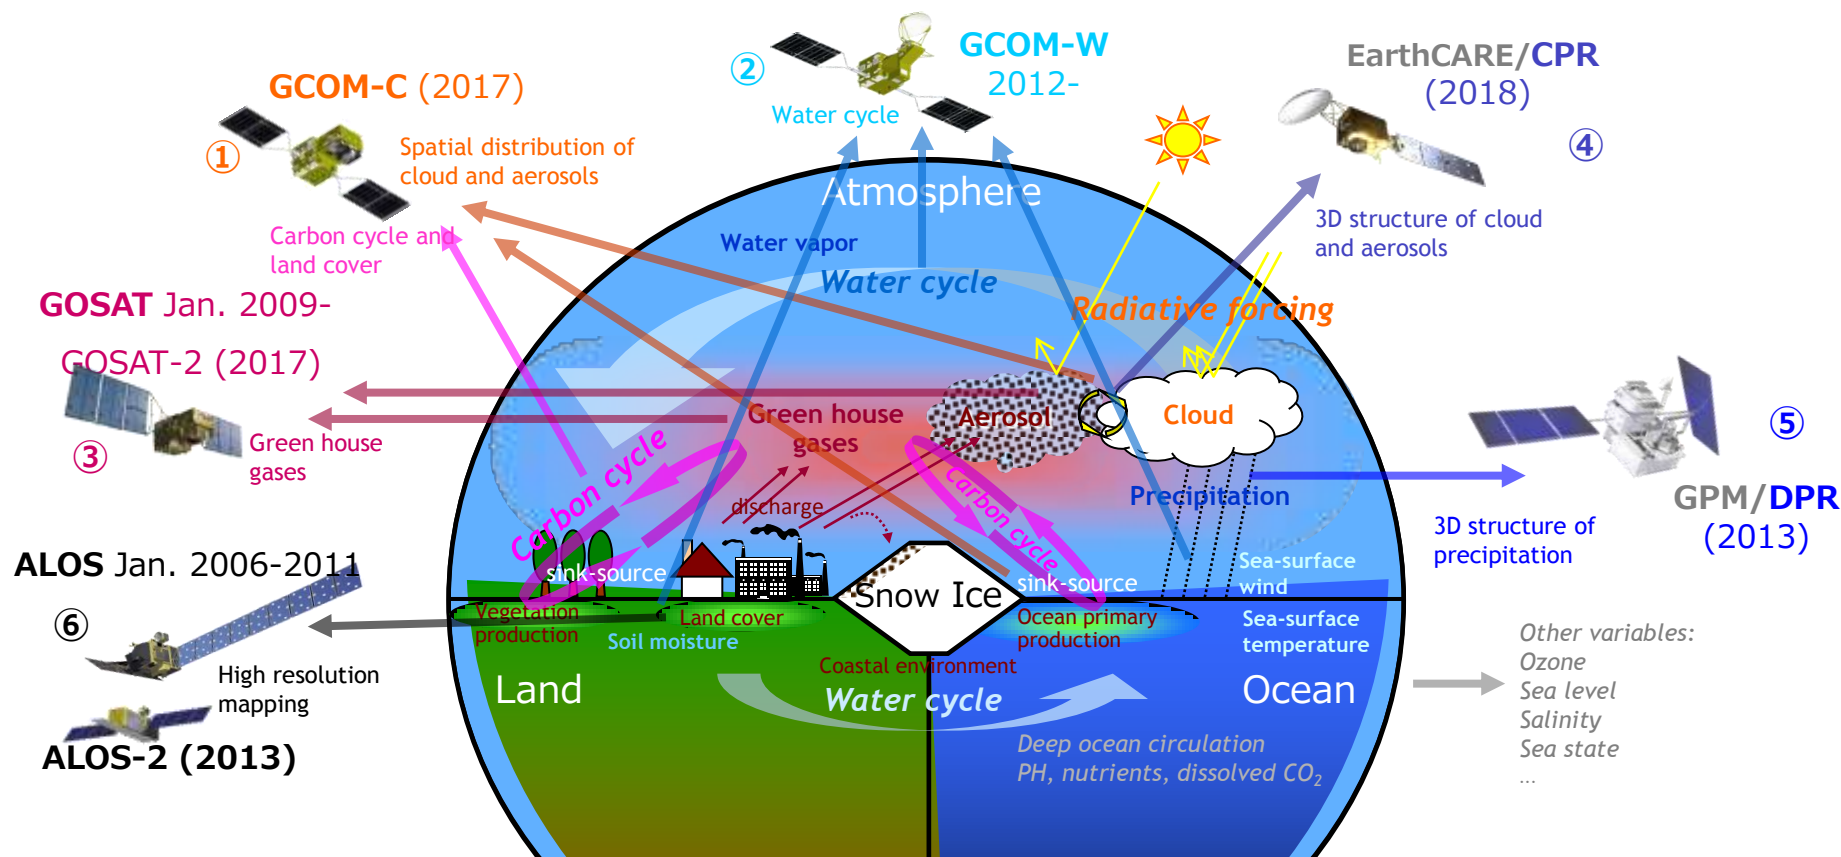 ② GCOM-W
2012-
Water cycle
EarthCARE/CPR
(2018)
④
3D structure of cloud
and aerosols
GCOM-C (2017)
①
Spatial distribution of
cloud and aerosols
Carbon cycle and
land cover
GOSAT Jan. 2009-
GOSAT-2 (2017)
③
Green house
gases
ALOS Jan. 2006-2011
⑥
High resolution
mapping
ALOS-2 (2013)
Atmosphere
Water vapor
Water cycle
Radiative forcing
Green house
gases
Aerosol
Cloud
Carbon cycle
Carbon cycle
discharge
Precipitation
⑤
GPM/DPR
(2013)
3D structure of
precipitation
sink-source
Snow Ice
sink-source
Sea-surface
wind
Vegetation
production
Land cover
Soil moisture
Ocean primary
production
Sea-surface
temperature
Coastal environment
Land
Water cycle
Ocean
Deep ocean circulation
PH, nutrients, dissolved CO₂
Other variables:
Ozone
Sea level
Salinity
Sea state
...